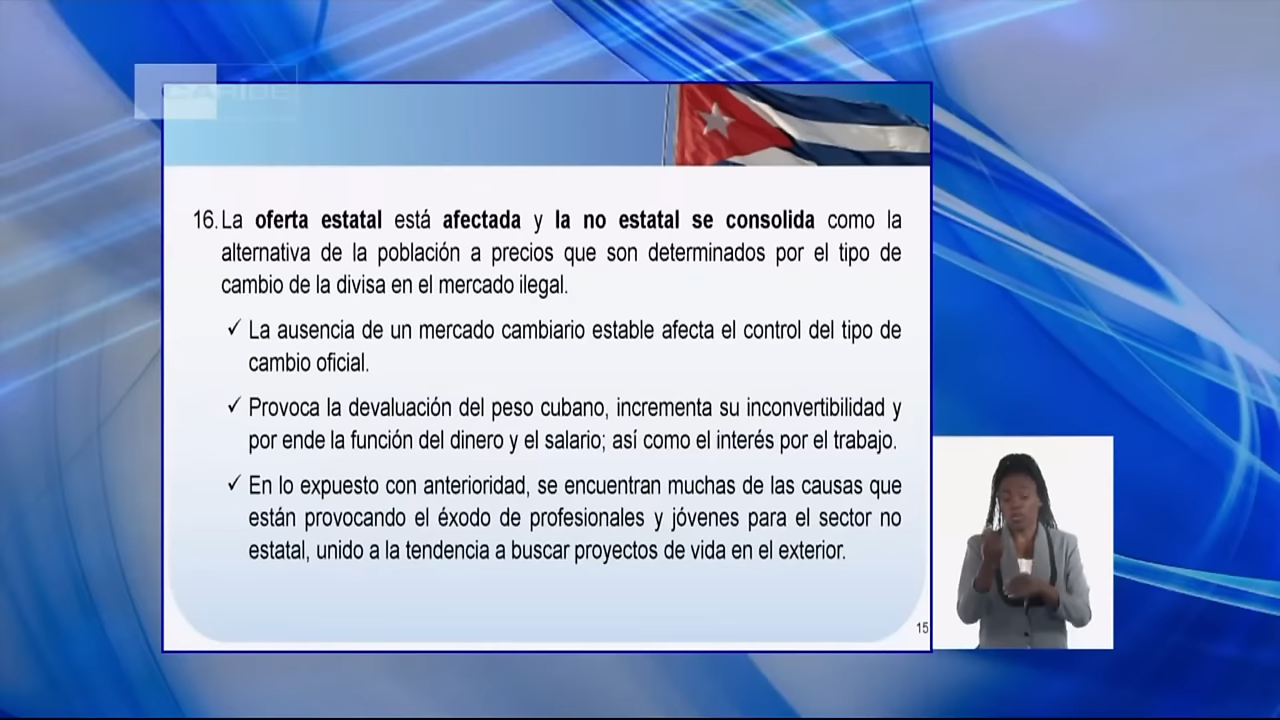 CARIBE
16. La oferta estatal está afectada y la no estatal se consolida como la
alternativa de la población a precios que son determinados por el tipo de
cambio de la divisa en el mercado ilegal.
✓ La ausencia de un mercado cambiario estable afecta el control del tipo de
cambio oficial.
✓ Provoca la devaluación del peso cubano, incrementa su inconvertibilidad y
por ende la función del dinero y el salario; así como el interés por el trabajo.
✓ En lo expuesto con anterioridad, se encuentran muchas de las causas que
están provocando el éxodo de profesionales y jóvenes para el sector no
estatal, unido a la tendencia a buscar proyectos de vida en el exterior.
15